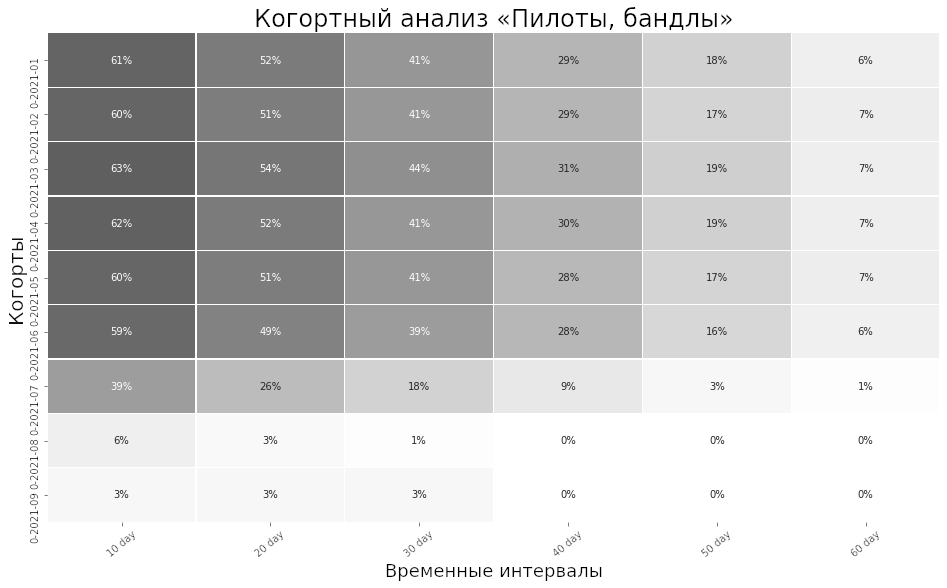 Когортный анализ «Пилоты, бандлы»
Когорты
0-2021-01 61% 52% 41% 29% 18% 6%
0-2021-02 60% 51% 41% 29% 17% 7%
0-2021-03 63% 54% 44% 31% 19% 7%
0-2021-04 62% 52% 41% 30% 19% 7%
0-2021-05 60% 51% 41% 28% 17% 7%
0-2021-06 59% 49% 39% 28% 16% 6%
0-2021-07 39% 26% 18% 9% 3% 1%
0-2021-08 6% 3% 1% 0% 0% 0%
0-2021-09 3% 3% 3% 0% 0% 0%
10 day 20 day 30 day 40 day 50 day 60 day
Временные интервалы